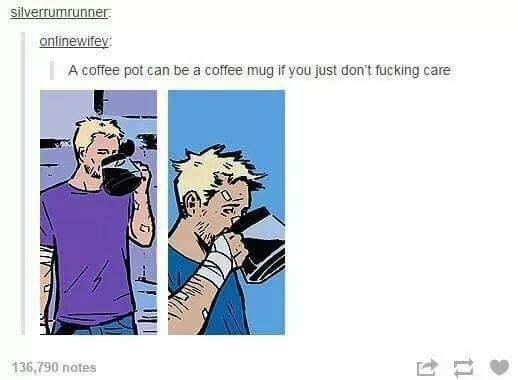 silverrumrunner:
onlinewifey:
A coffee pot can be a coffee mug if you just don't fucking care
136,790 notes